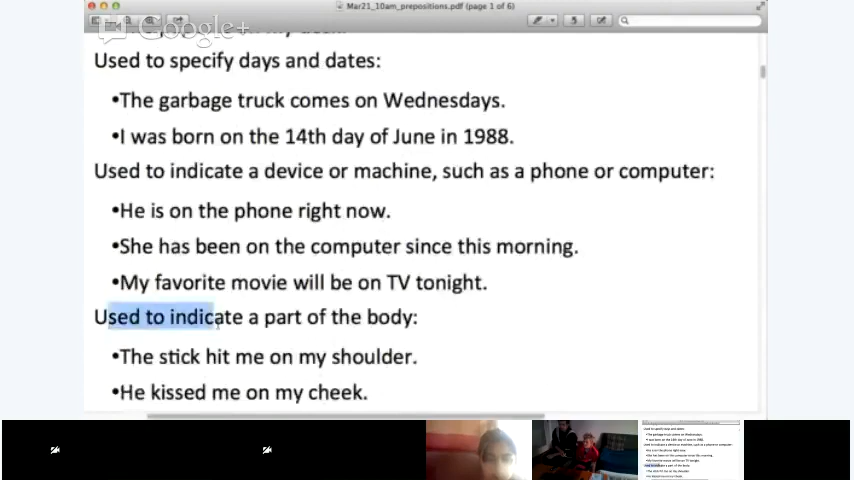 Mar21_10am_prepositions.pdf (page 1 of 6)
Google+
Used to specify days and dates:
•The garbage truck comes on Wednesdays.
•I was born on the 14th day of June in 1988.
Used to indicate a device or machine, such as a phone or computer:
•He is on the phone right now.
•She has been on the computer since this morning.
•My favorite movie will be on TV tonight.
Used to indicate a part of the body:
•The stick hit me on my shoulder.
•He kissed me on my cheek.